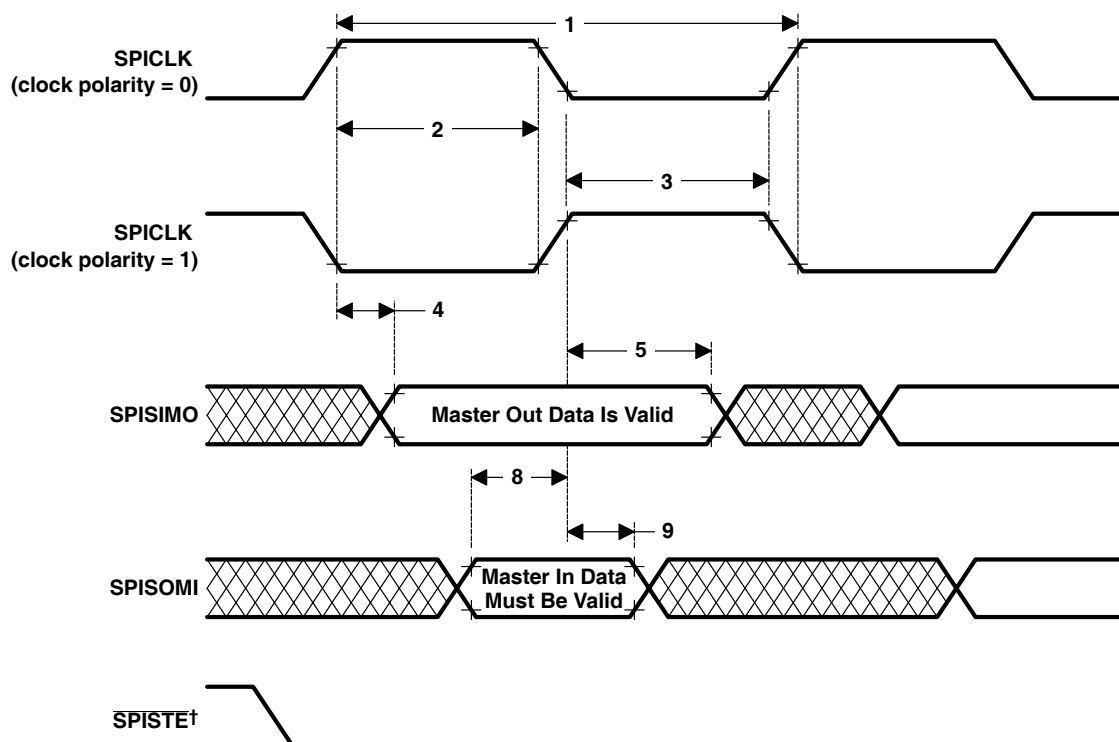 1
SPICLK
(clock polarity = 0)
2
3
SPICLK
(clock polarity = 1)
4
5
SPISIMO
Master Out Data Is Valid
8
9
SPISOMI
Master In Data
Must Be Valid
SPISTE†